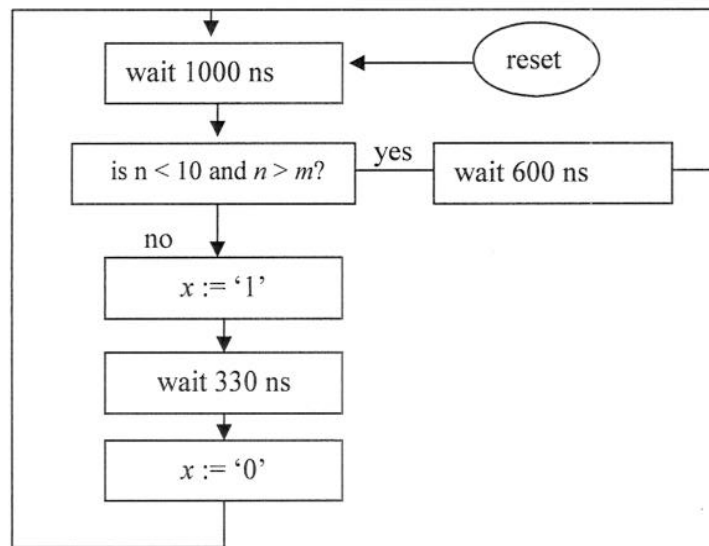 wait 1000 ns
reset
is n < 10 and n > m?
yes
wait 600 ns
no
x := ‘1’
wait 330 ns
x := ‘0’